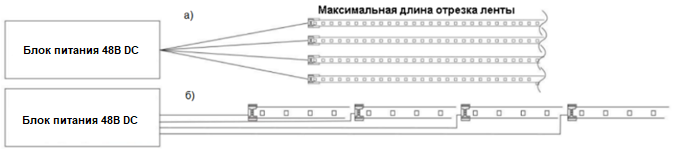 Максимальная длина отрезка ленты
а)
Блок питания 48В DC
б)
Блок питания 48В DC